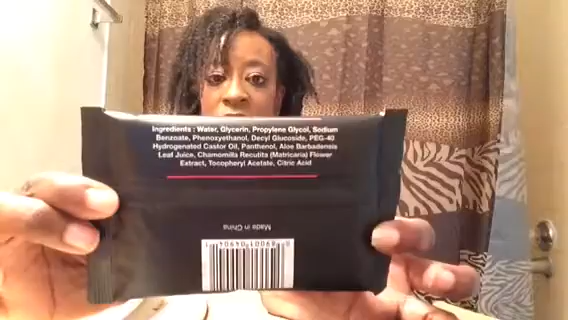 Ingredients : Water, Glycerin, Propylene Glycol, Sodium
Benzoate, Phenoxyethanol, Decyl Glucoside, PEG-40
Hydrogenated Castor Oil, Panthenol, Aloe Barbadensis
Leaf Juice, Chamomilla Recutita (Matricaria) Flower
Extract, Tocopheryl Acetate, Citric Acid
Made in China